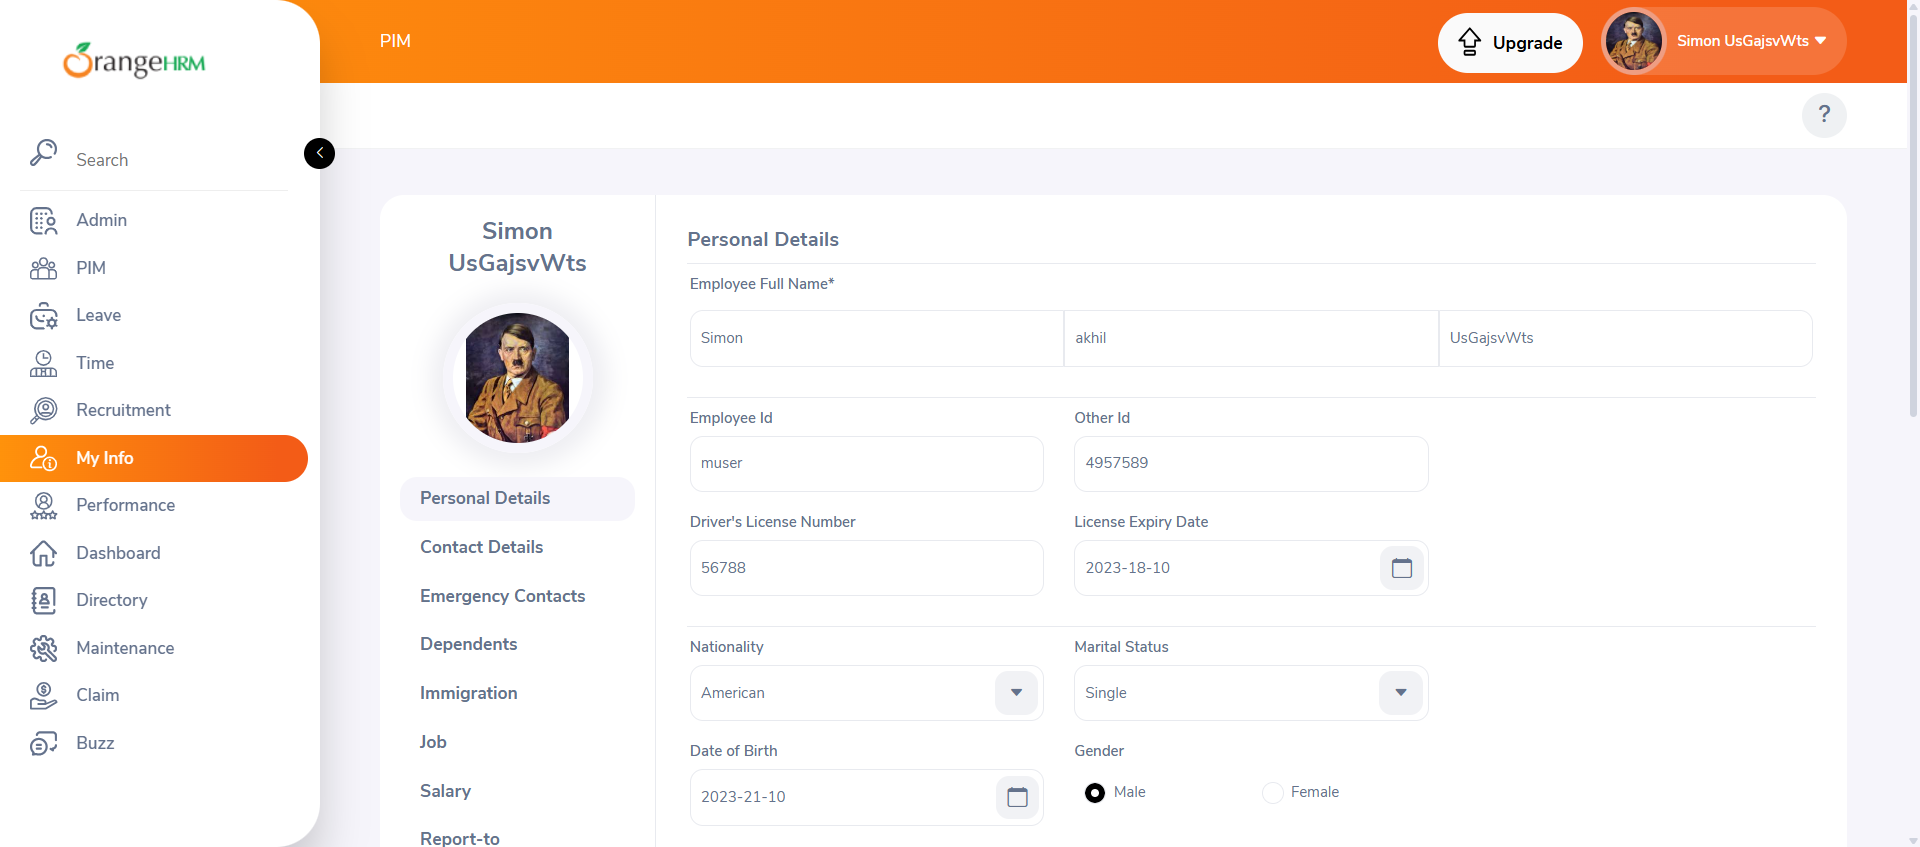 OrangeHRM
PIM
Upgrade
Simon UsGajsvWts
?
Search
Admin
PIM
Leave
Time
Recruitment
My Info
Performance
Dashboard
Directory
Maintenance
Claim
Buzz
Simon
UsGajsvWts
Personal Details
Contact Details
Emergency Contacts
Dependents
Immigration
Job
Salary
Report-to
Personal Details
Employee Full Name*
Simon akhil UsGajsvWts
Employee Id Other Id
muser 4957589
Driver's License Number License Expiry Date
56788 2023-18-10
Nationality Marital Status
American Single
Date of Birth Gender
2023-21-10 Male Female